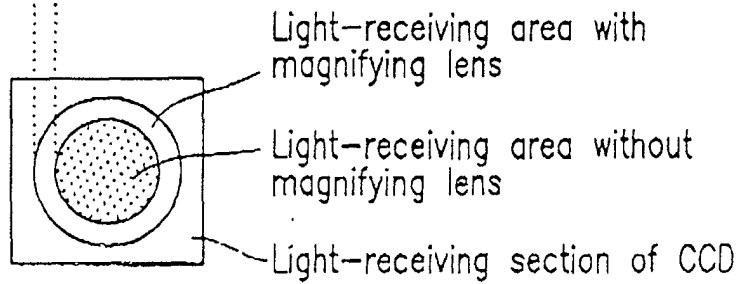 Light-receiving area with
magnifying lens
Light-receiving area without
magnifying lens
Light-receiving section of CCD